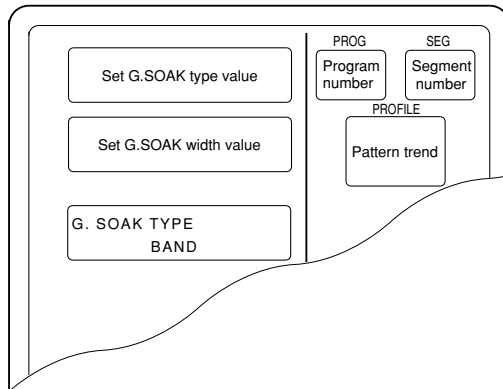 Set G.SOAK type value
Set G.SOAK width value
G. SOAK TYPE
BAND
PROG
SEG
Program
number
Segment
number
PROFILE
Pattern trend